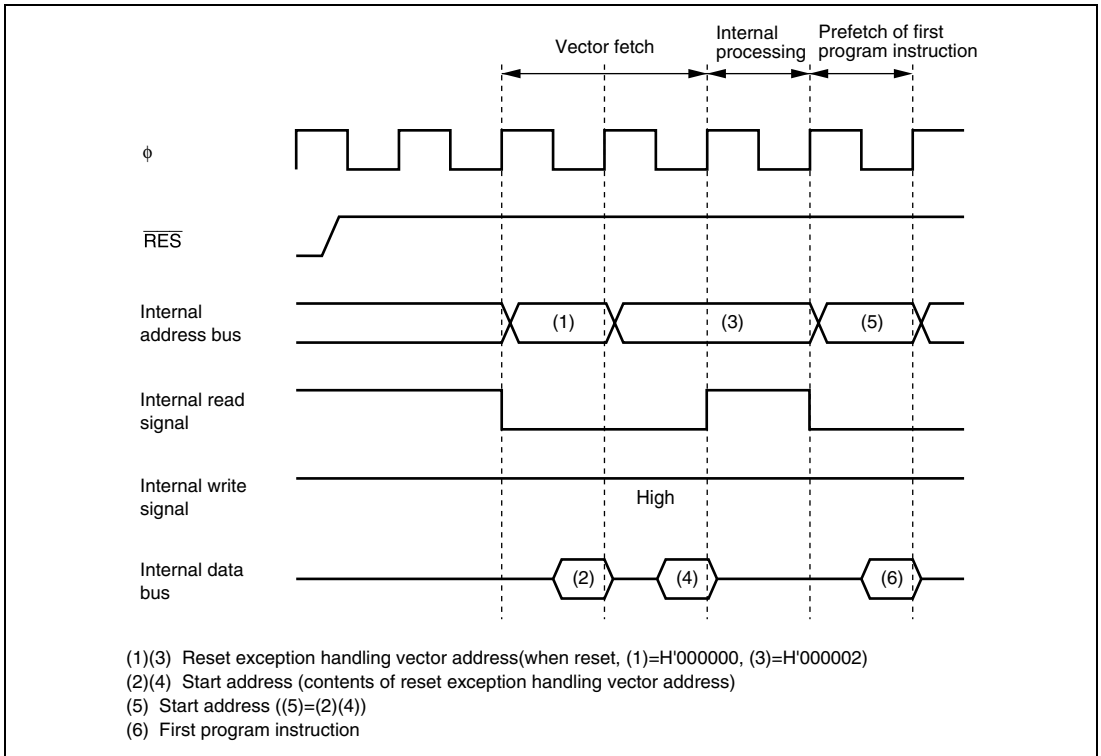 Vector fetch
Internal
processing
Prefetch of first
program instruction
ϕ
RES
Internal
address bus
(1)
(3)
(5)
Internal read
signal
Internal write
signal
High
Internal data
bus
(2)
(4)
(6)
(1)(3) Reset exception handling vector address(when reset, (1)=H'000000, (3)=H'000002)
(2)(4) Start address (contents of reset exception handling vector address)
(5) Start address ((5)=(2)(4))
(6) First program instruction